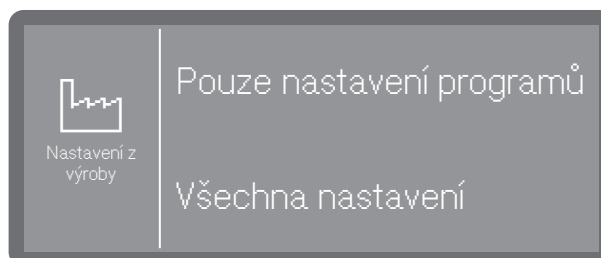 Nastavení z
výroby
Pouze nastavení programů
Všechna nastavení